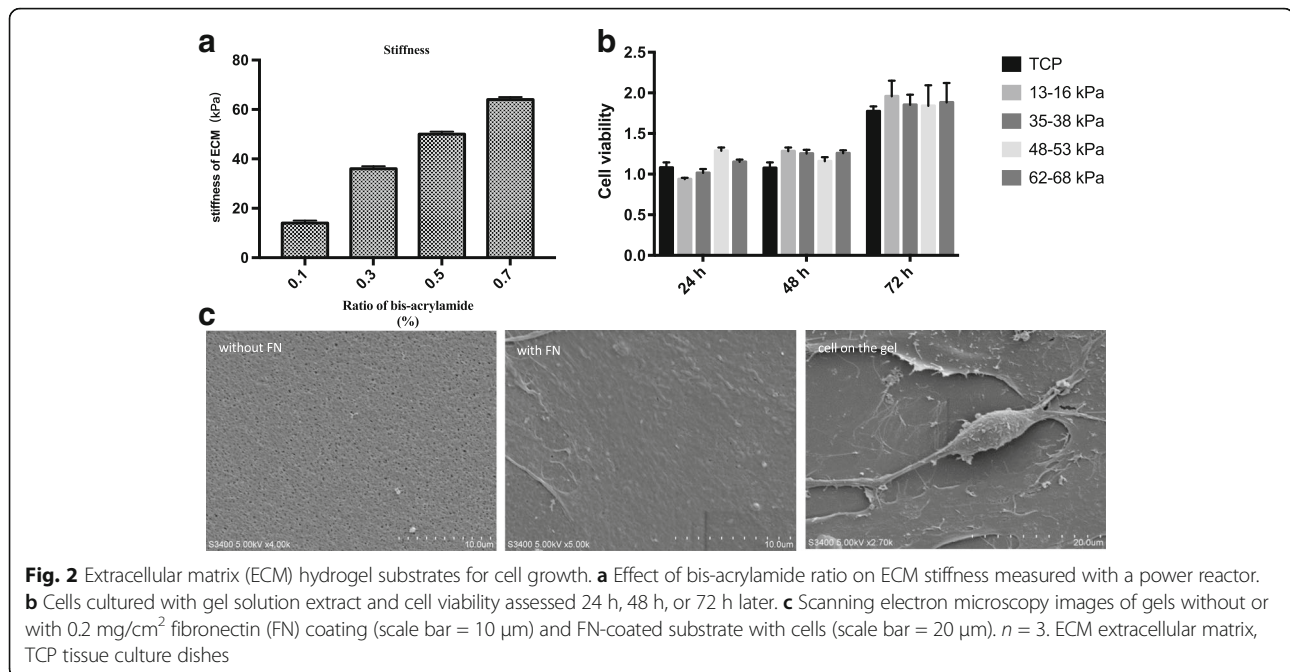 a
Stiffness
stiffness of ECM (kPa)
80
60
40
20
0
0.1
0.3
0.5
0.7
Ratio of bis-acrylamide
(%)
b
Cell viability
2.5
2.0
1.5
1.0
0.5
0.0
24 h
48 h
72 h
TCP
13-16 kPa
35-38 kPa
48-53 kPa
62-68 kPa
c
without FN
S3400 5.00kV x4.00k
10.0um
with FN
S3400 5.00kV x5.00k
10.0um
cell on the gel
S3400 5.00kV x2.70k
20.0um
Fig. 2 Extracellular matrix (ECM) hydrogel substrates for cell growth. a Effect of bis-acrylamide ratio on ECM stiffness measured with a power reactor.
b Cells cultured with gel solution extract and cell viability assessed 24 h, 48 h, or 72 h later. c Scanning electron microscopy images of gels without or
with 0.2 mg/cm² fibronectin (FN) coating (scale bar = 10 μm) and FN-coated substrate with cells (scale bar = 20 μm). n = 3. ECM extracellular matrix,
TCP tissue culture dishes